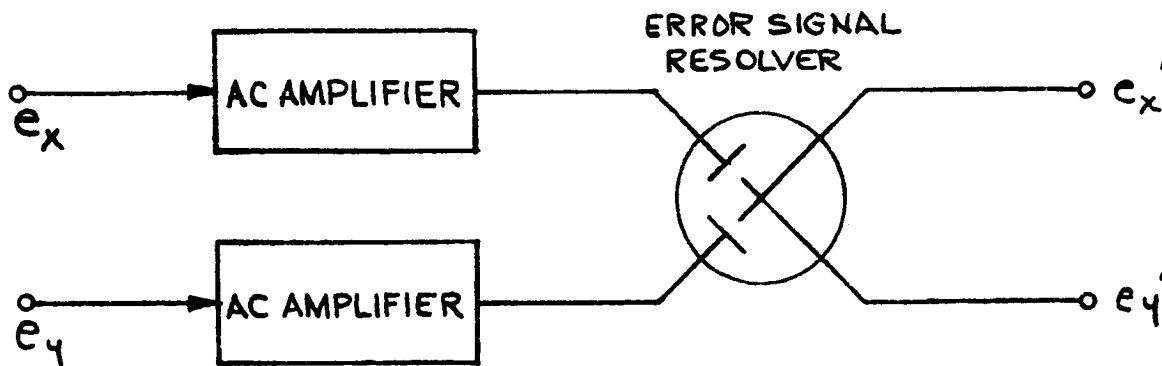 ERROR SIGNAL
RESOLVER
AC AMPLIFIER
ex
ex'
AC AMPLIFIER
ey
ey'